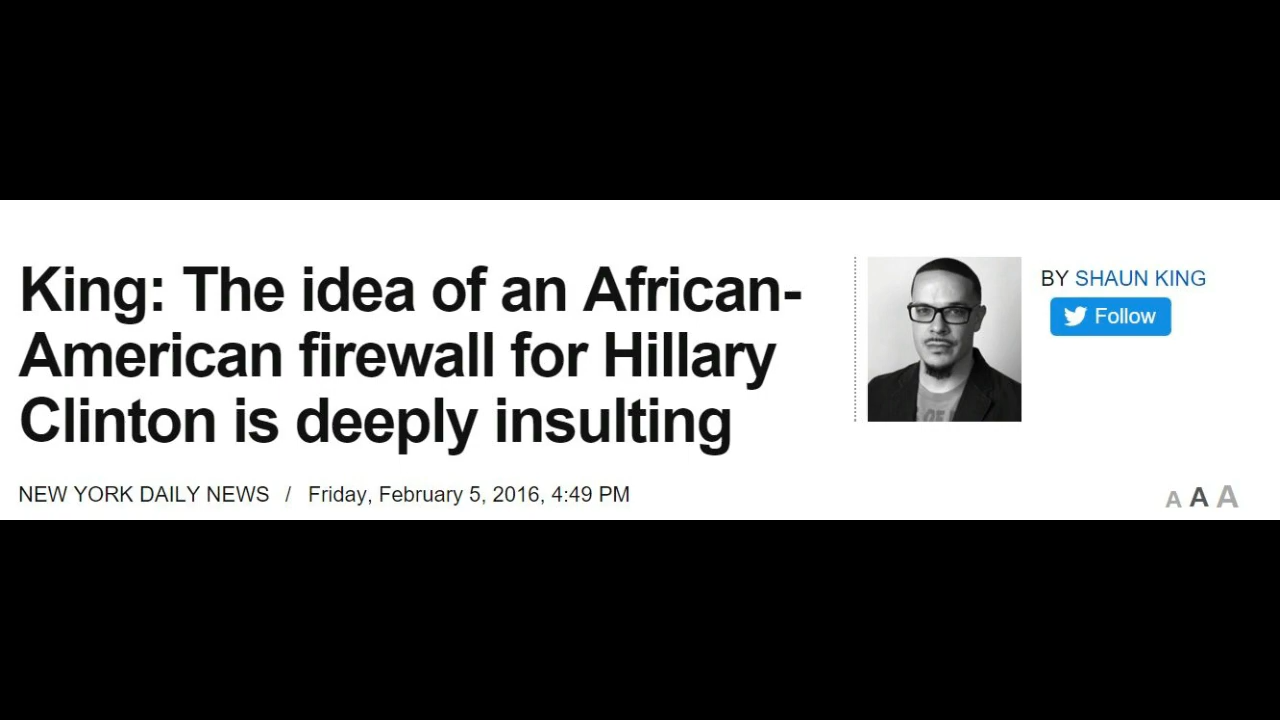 King: The idea of an African-
American firewall for Hillary
Clinton is deeply insulting
NEW YORK DAILY NEWS / Friday, February 5, 2016, 4:49 PM
BY SHAUN KING
Follow
A A A